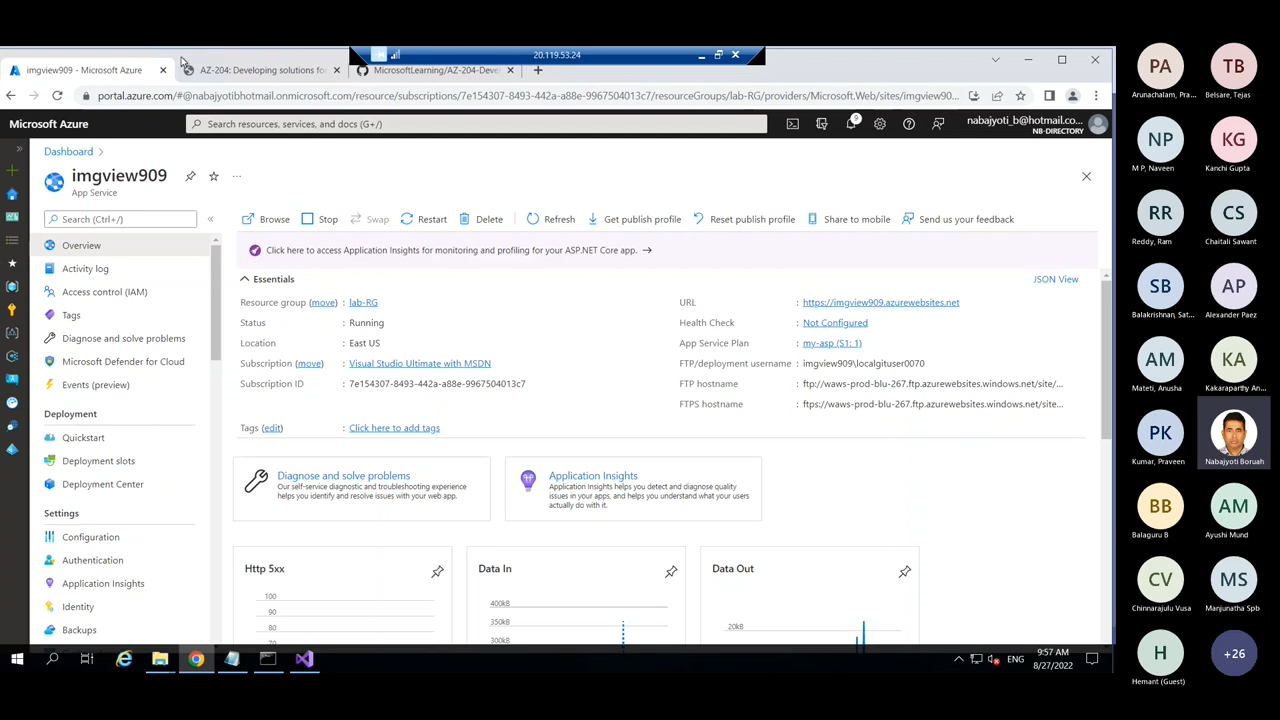 20.119.53.24
imgview909 - Microsoft Azure
AZ-204: Developing solutions for
MicrosoftLearning/AZ-204-Deve
portal.azure.com/#@nabajyotibhotmail.onmicrosoft.com/resource/subscriptions/7e154307-8493-442a-a88e-9967504013c7/resourceGroups/lab-RG/providers/Microsoft.Web/sites/imgview90...
Microsoft Azure
Search resources, services, and docs (G+/)
9
nabajyoti_b@hotmail.co...
NB-DIRECTORY
Dashboard
imgview909
App Service
Search (Ctrl+/)
Browse Stop Swap Restart Delete Refresh Get publish profile Reset publish profile Share to mobile Send us your feedback
Overview
Activity log
Access control (IAM)
Tags
Diagnose and solve problems
Microsoft Defender for Cloud
Events (preview)
Deployment
Quickstart
Deployment slots
Deployment Center
Settings
Configuration
Authentication
Application Insights
Identity
Backups
Click here to access Application Insights for monitoring and profiling for your ASP.NET Core app.
Essentials
JSON View
Resource group (move) : lab-RG
Status : Running
Location : East US
Subscription (move) : Visual Studio Ultimate with MSDN
Subscription ID : 7e154307-8493-442a-a88e-9967504013c7
Tags (edit) : Click here to add tags
URL : https://imgview909.azurewebsites.net
Health Check : Not Configured
App Service Plan : my-asp (S1: 1)
FTP/deployment username : imgview909\localgituser0070
FTP hostname : ftp://waws-prod-blu-267.ftp.azurewebsites.windows.net/site/...
FTPS hostname : ftps://waws-prod-blu-267.ftp.azurewebsites.windows.net/site...
Diagnose and solve problems
Our self-service diagnostic and troubleshooting experience
helps you identify and resolve issues with your web app.
Application Insights
Application Insights helps you detect and diagnose quality
issues in your apps, and helps you understand what your users
actually do with it.
Http 5xx
100
90
80
70
Data In
400kB
350kB
300kB
Data Out
20kB
ENG
9:57 AM
8/27/2022
PA
Arunachalam, Pra...
TB
Belsare, Tejas
NP
M P, Naveen
KG
Kanchi Gupta
RR
Reddy, Ram
CS
Chaitali Sawant
SB
Balakrishnan, Sat...
AP
Alexander Paez
AM
Mateti, Anusha
KA
Kakaraparthy An...
PK
Kumar, Praveen
Nabajyoti Boruah
BB
Balaguru B
AM
Ayushi Mund
CV
Chinnarajulu Vusa
MS
Manjunatha Spb
H
Hemant (Guest)
+26